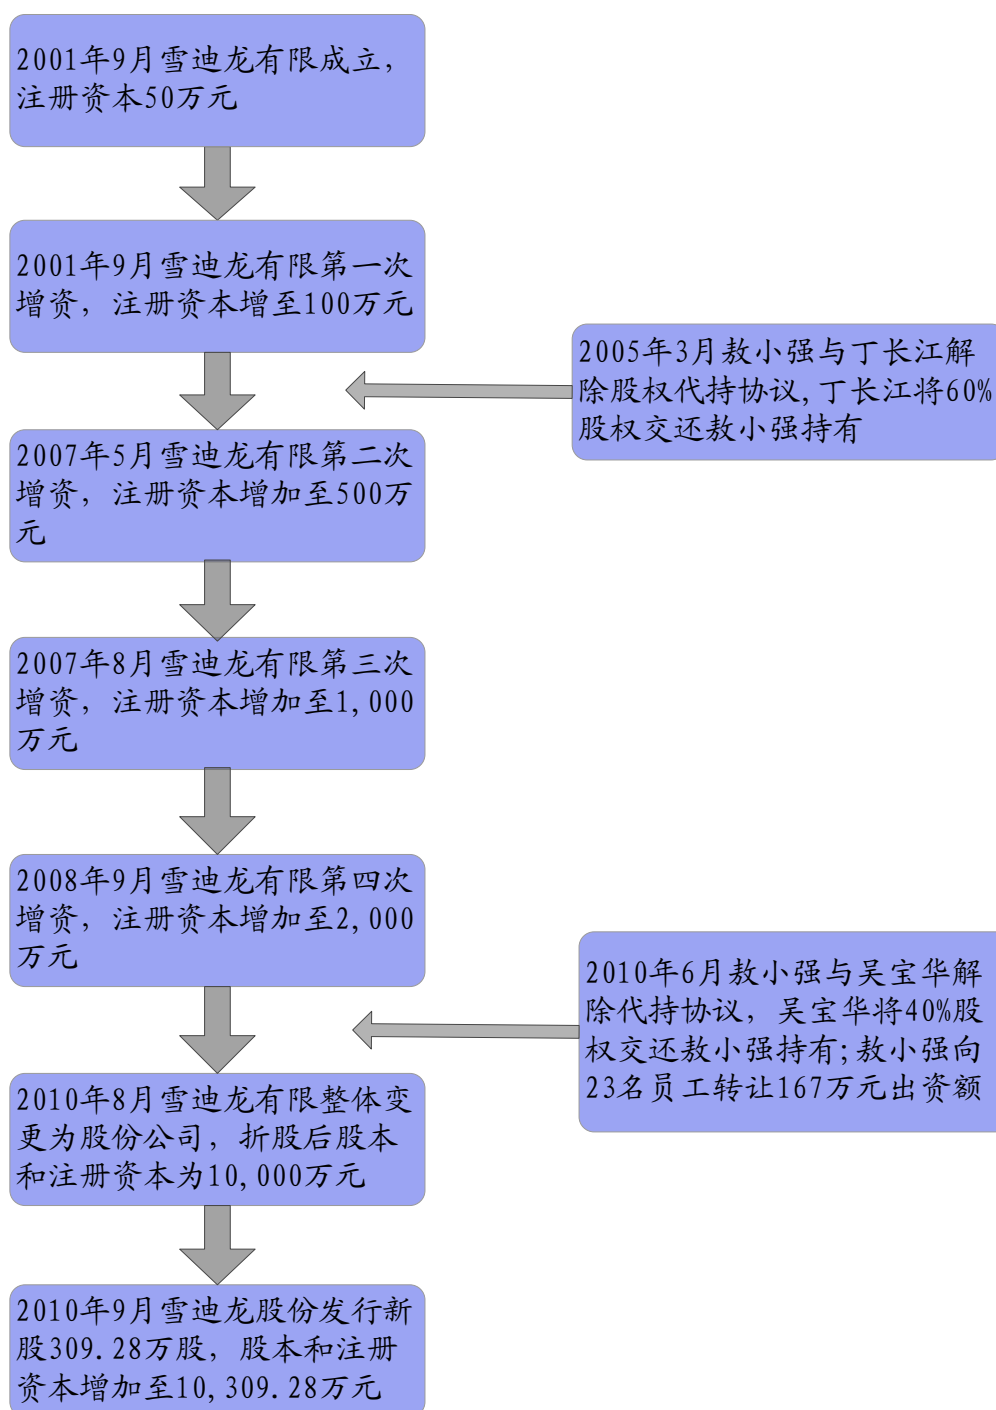 2001年9月雪迪龙有限成立，
注册资本50万元
2001年9月雪迪龙有限第一次
增资，注册资本增至100万元
2005年3月敖小强与丁长江解
除股权代持协议,丁长江将60%
股权交还敖小强持有
2007年5月雪迪龙有限第二次
增资，注册资本增加至500万
元
2007年8月雪迪龙有限第三次
增资，注册资本增加至1,000
万元
2008年9月雪迪龙有限第四次
增资，注册资本增加至2,000
万元
2010年6月敖小强与吴宝华解
除代持协议，吴宝华将40%股
权交还敖小强持有;敖小强向
23名员工转让167万元出资额
2010年8月雪迪龙有限整体变
更为股份公司，折股后股本
和注册资本为10,000万元
2010年9月雪迪龙股份发行新
股309.28万股，股本和注册
资本增加至10,309.28万元